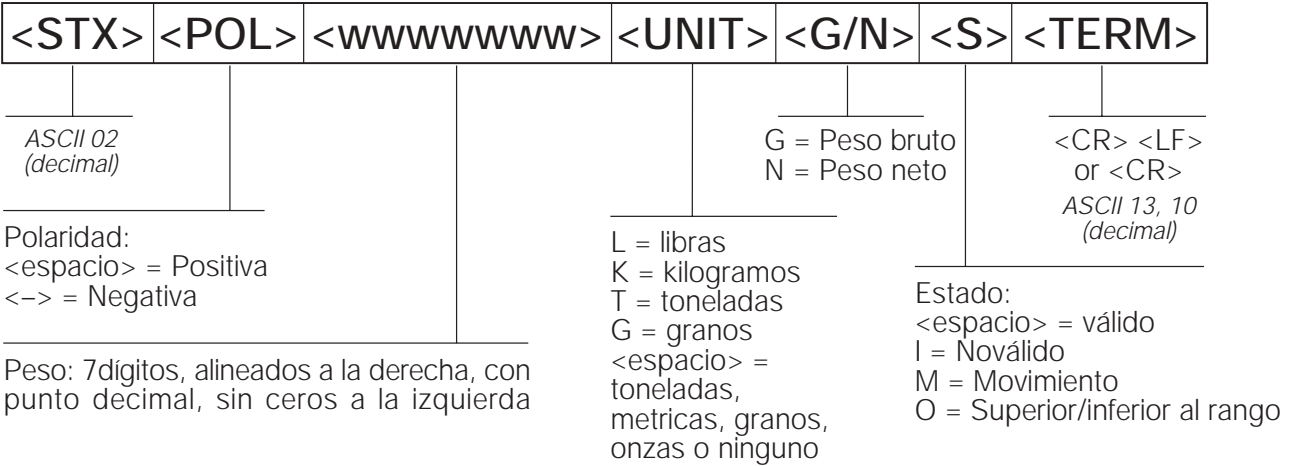 <STX> <POL> <wwwwwww> <UNIT> <G/N> <S> <TERM>
ASCII 02
(decimal)
G = Peso bruto
N = Peso neto
<CR> <LF>
or <CR>
ASCII 13, 10
(decimal)
Polaridad:
<espacio> = Positiva
<–> = Negativa
L = libras
K = kilogramos
T = toneladas
G = granos
<espacio> =
toneladas,
metricas, granos,
onzas o ninguno
Estado:
<espacio> = válido
I = Noválido
M = Movimiento
O = Superior/inferior al rango
Peso: 7dígitos, alineados a la derecha, con
punto decimal, sin ceros a la izquierda